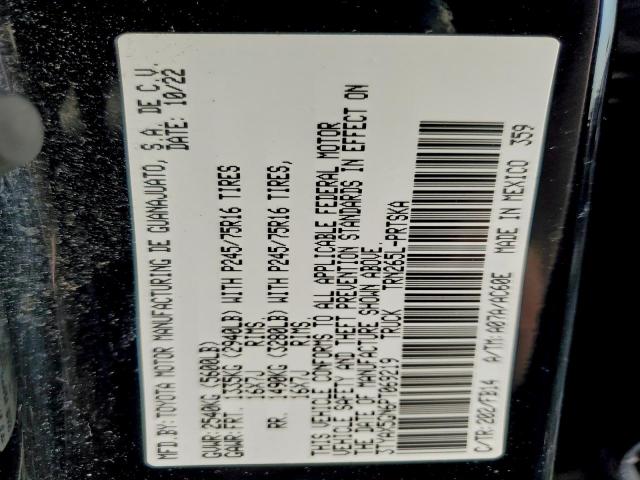 MFD.BY:TOYOTA MOTOR MANUFACTURING DE GUANAJUATO, S.A. DE C.V.
DATE: 10/22
GVWR:2540KG(5600LB)
GAWR:FRT. 1335KG (2940LB) WITH P245/75R16 TIRES
16X7J RIMS.
RR. 1490KG (3280LB) WITH P245/75R16 TIRES,
16X7J RIMS.
THIS VEHICLE CONFORMS TO ALL APPLICABLE FEDERAL MOTOR
VEHICLE SAFETY AND THEFT PREVENTION STANDARDS IN EFFECT ON
THE DATE OF MANUFACTURE SHOWN ABOVE.
3TYAX5GN6PT069219 TRUCK TRN265L-PRTSKA
C/TR:202/FB14 A/TM:A07A/AC60E MADE IN MEXICO 359